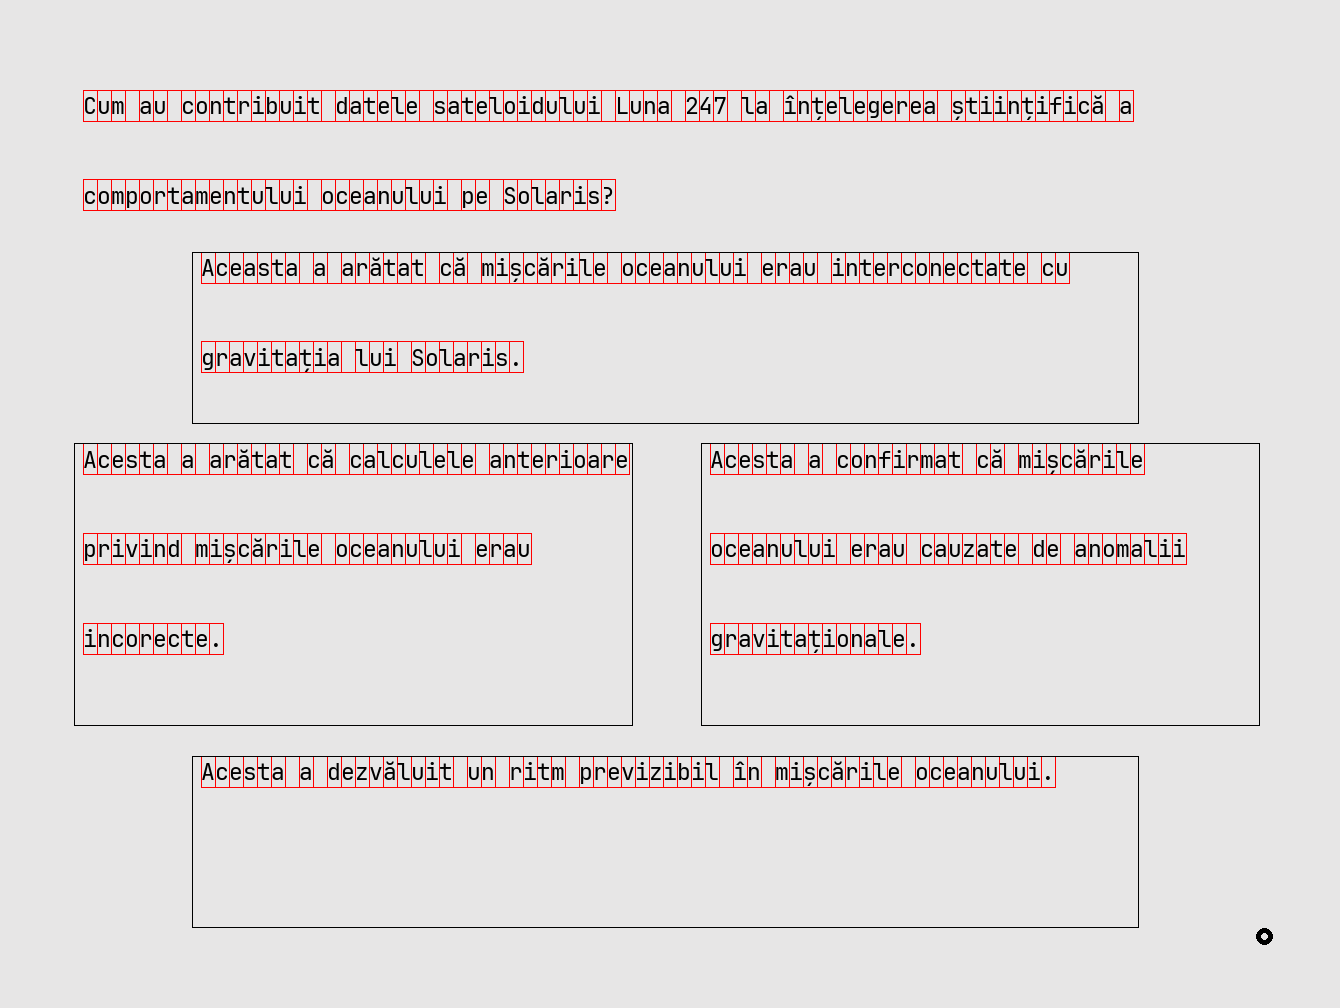 Cum au contribuit datele sateloidului Luna 247 la înțelegerea științifică a
comportamentului oceanului pe Solaris?
Aceasta a arătat că mișcările oceanului erau interconectate cu
gravitația lui Solaris.
Acesta a arătat că calculele anterioare
privind mișcările oceanului erau
incorecte.
Acesta a confirmat că mișcările
oceanului erau cauzate de anomalii
gravitaționale.
Acesta a dezvăluit un ritm previzibil în mișcările oceanului.